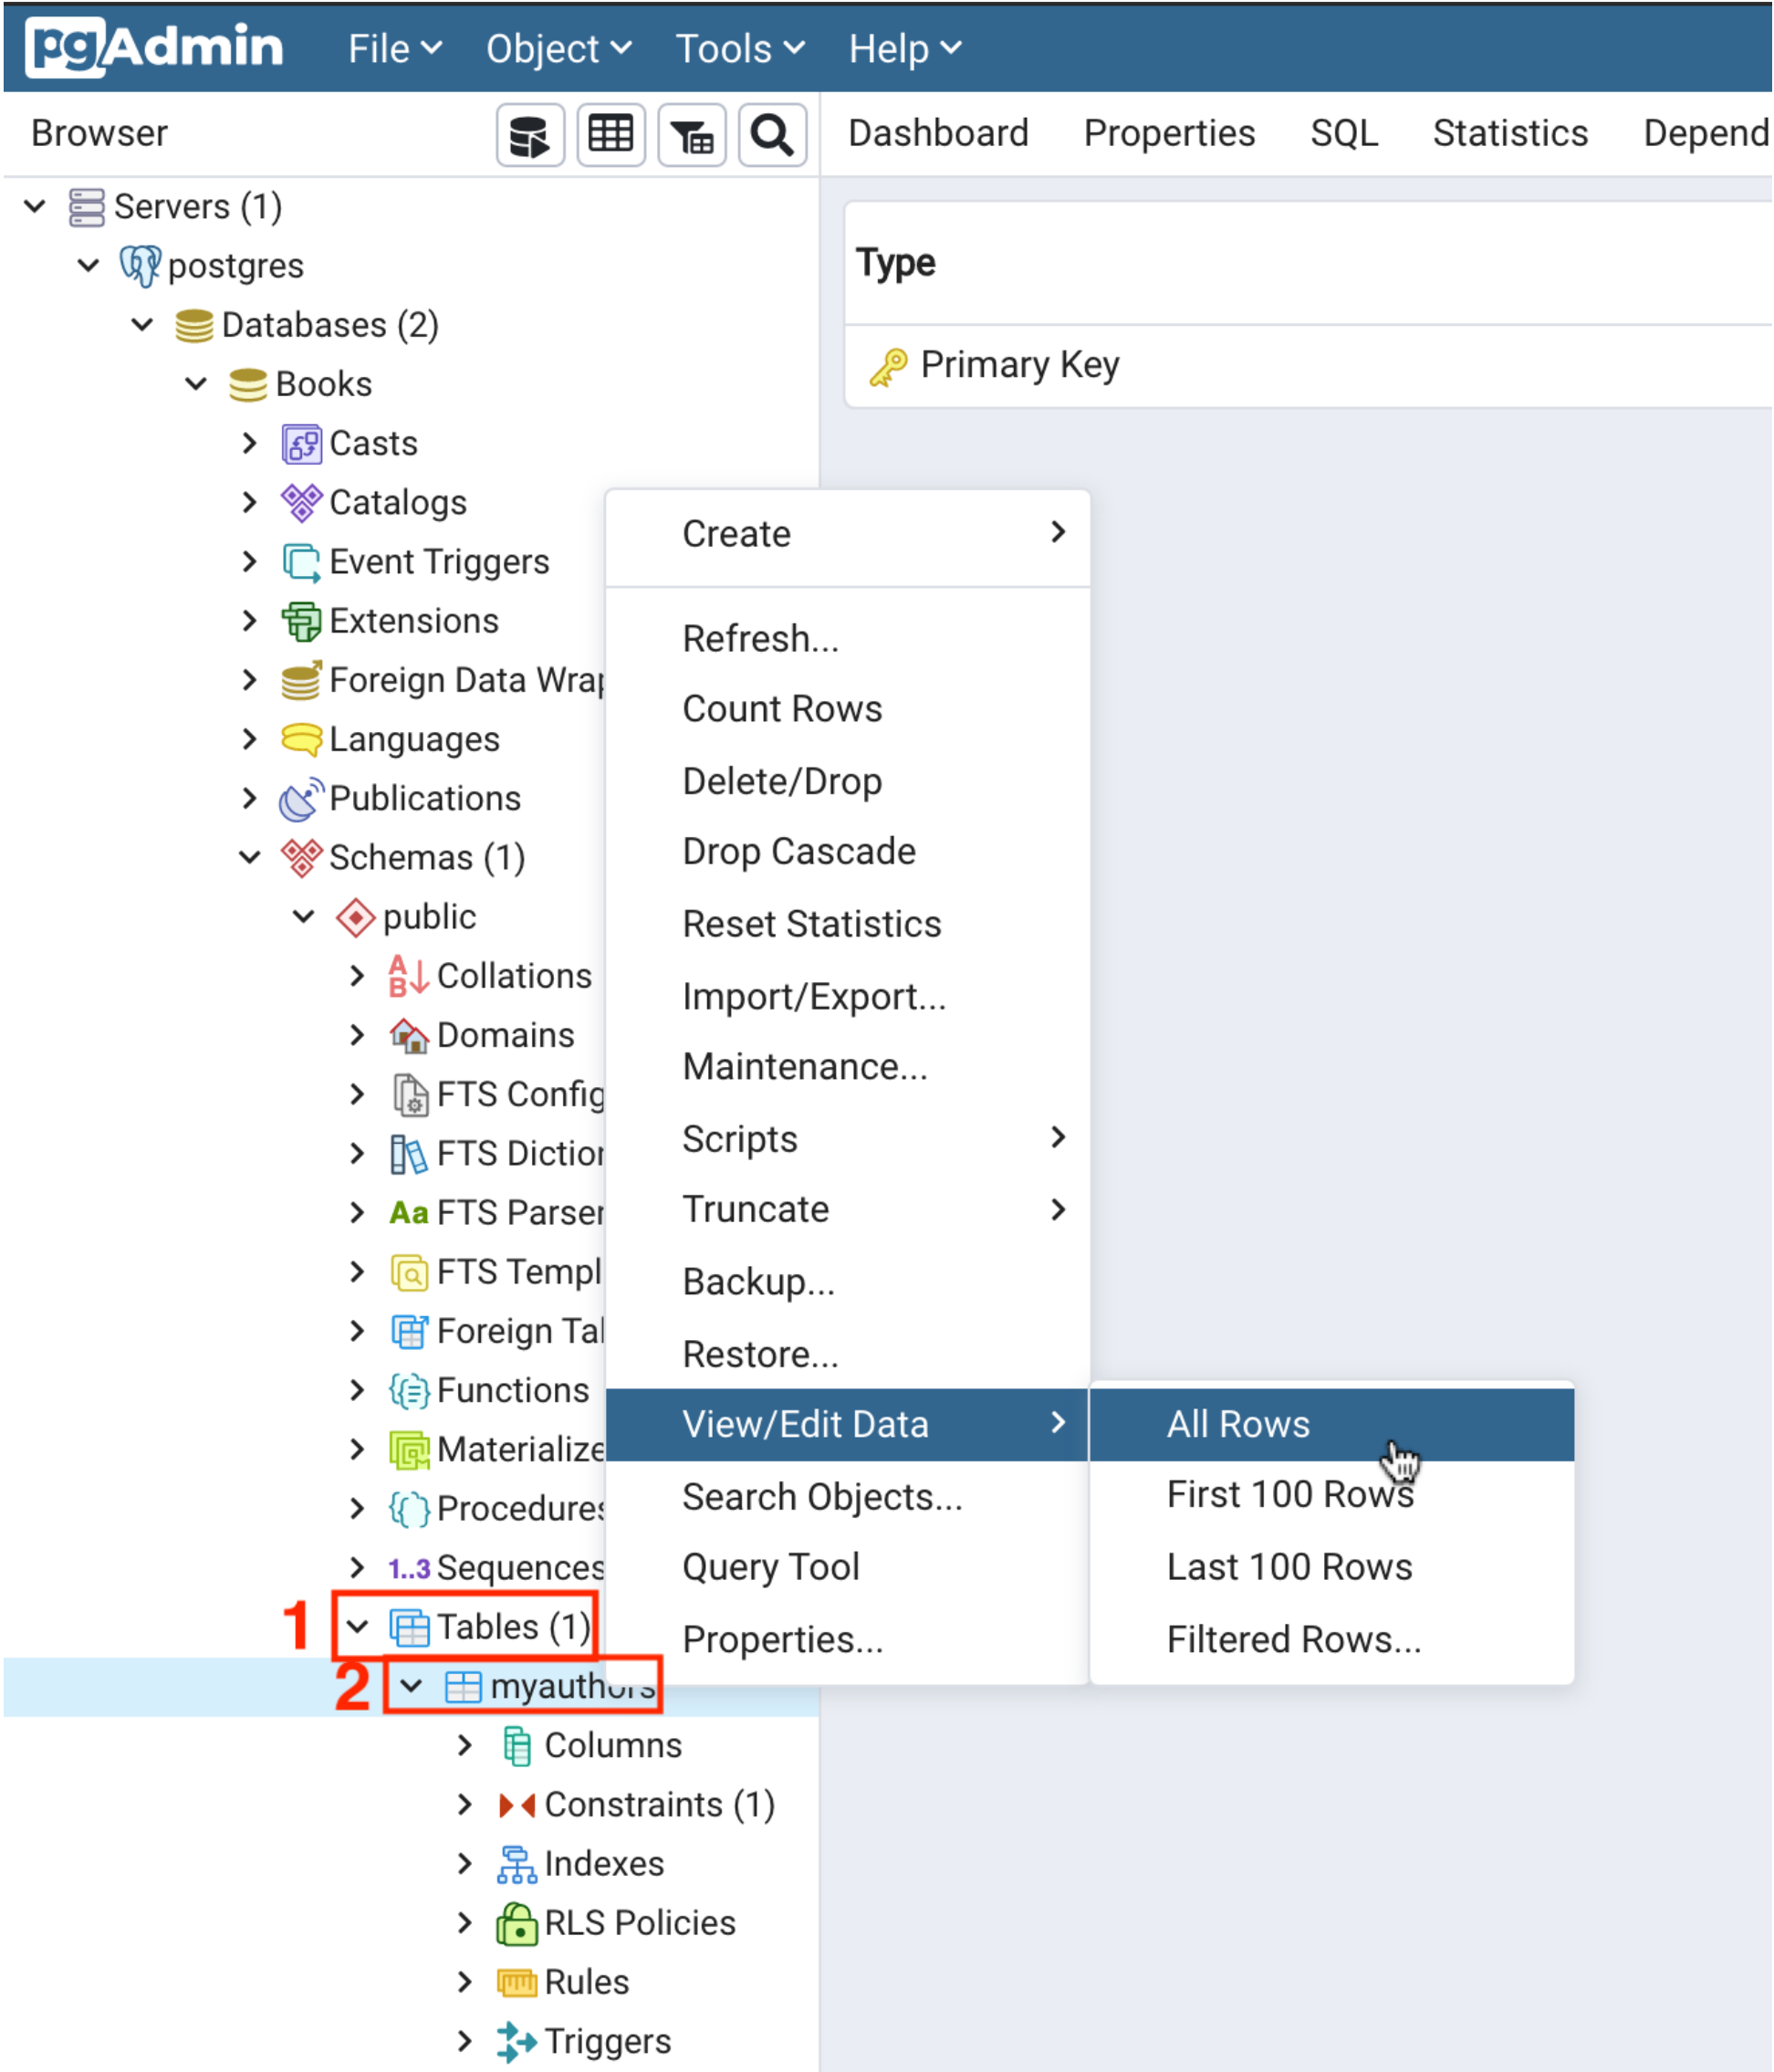 pgAdmin File Object Tools Help
Browser
Dashboard Properties SQL Statistics Depend
Servers (1)
postgres
Databases (2)
Books
Casts
Catalogs
Event Triggers
Extensions
Foreign Data Wrap
Languages
Publications
Schemas (1)
public
Collations
Domains
FTS Config
FTS Diction
Aa FTS Parser
FTS Templ
Foreign Tal
Functions
Materialize
Procedures
1..3 Sequences
1 Tables (1)
2 myauthors
Columns
Constraints (1)
Indexes
RLS Policies
Rules
Triggers
Type
Primary Key
Create
Refresh...
Count Rows
Delete/Drop
Drop Cascade
Reset Statistics
Import/Export...
Maintenance...
Scripts
Truncate
Backup...
Restore...
View/Edit Data
Search Objects...
Query Tool
Properties...
All Rows
First 100 Rows
Last 100 Rows
Filtered Rows...